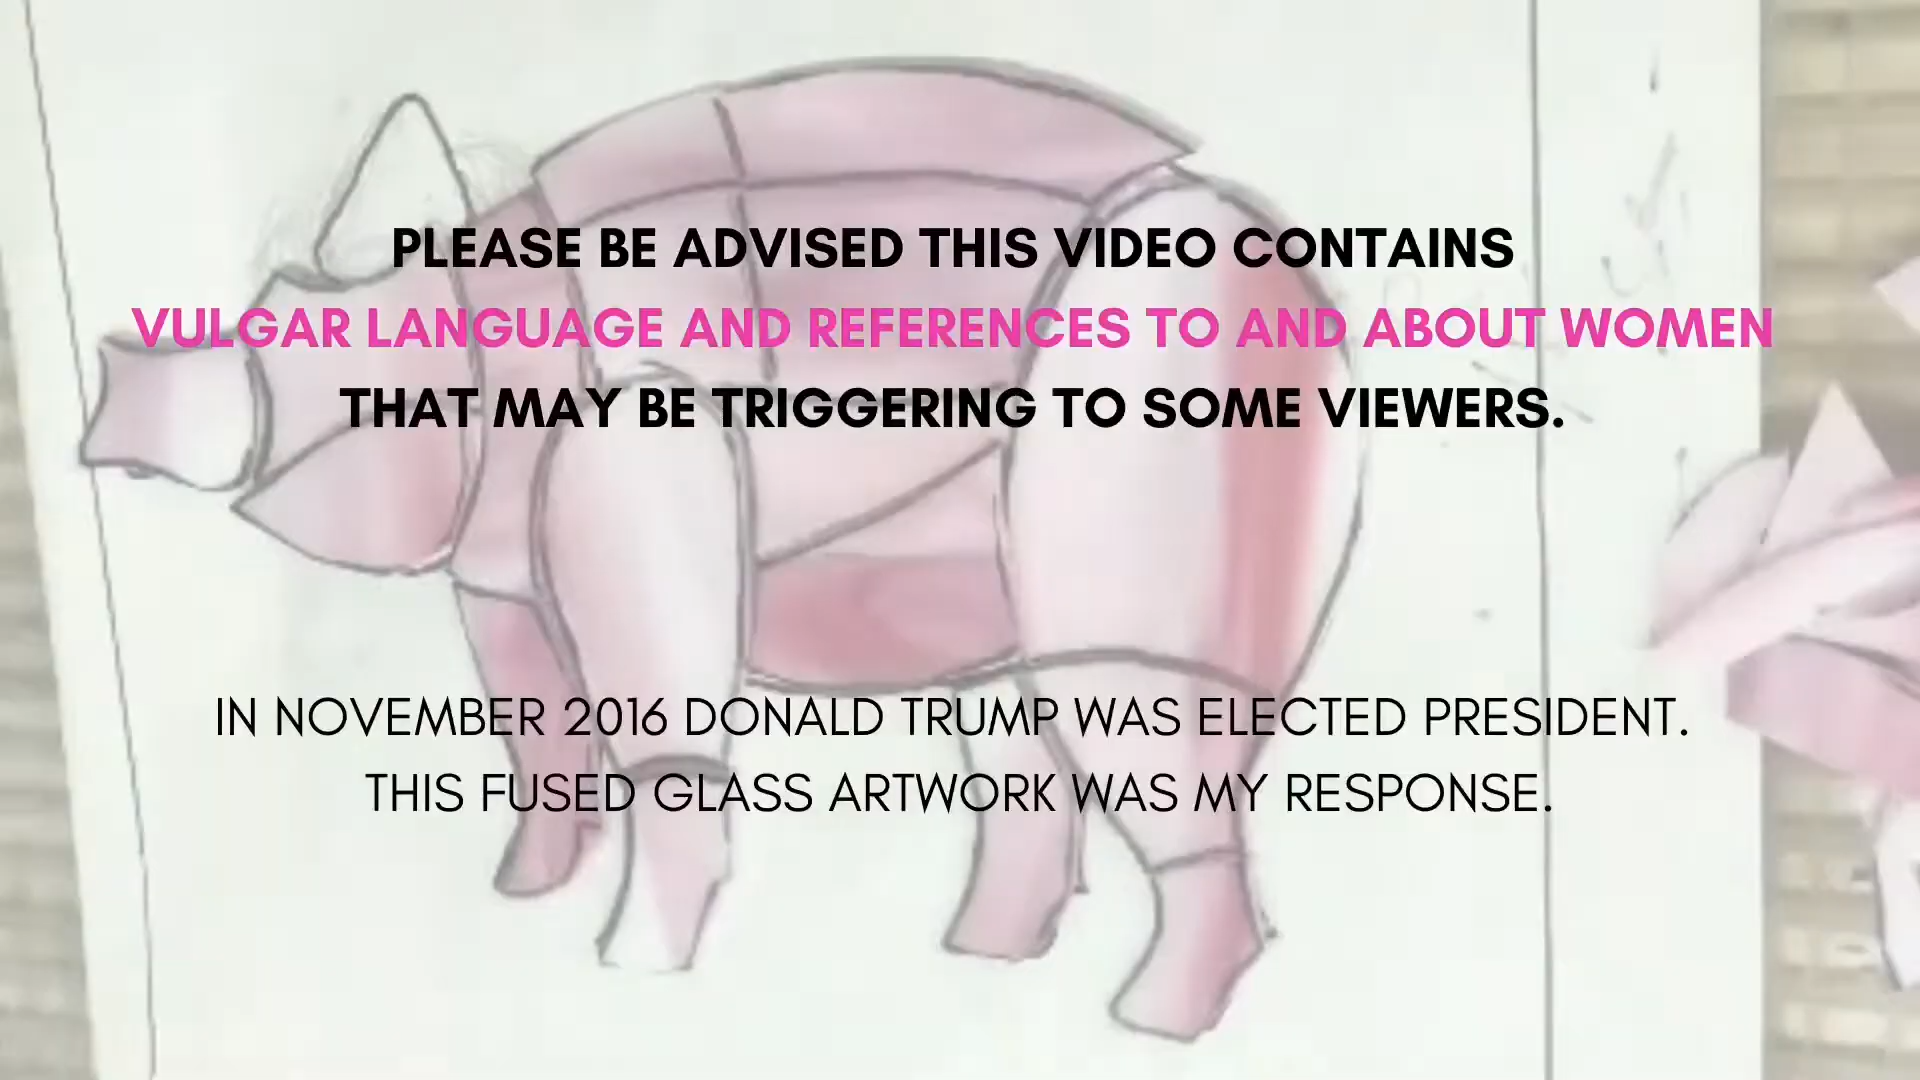 PLEASE BE ADVISED THIS VIDEO CONTAINS
VULGAR LANGUAGE AND REFERENCES TO AND ABOUT WOMEN
THAT MAY BE TRIGGERING TO SOME VIEWERS.
IN NOVEMBER 2016 DONALD TRUMP WAS ELECTED PRESIDENT.
THIS FUSED GLASS ARTWORK WAS MY RESPONSE.